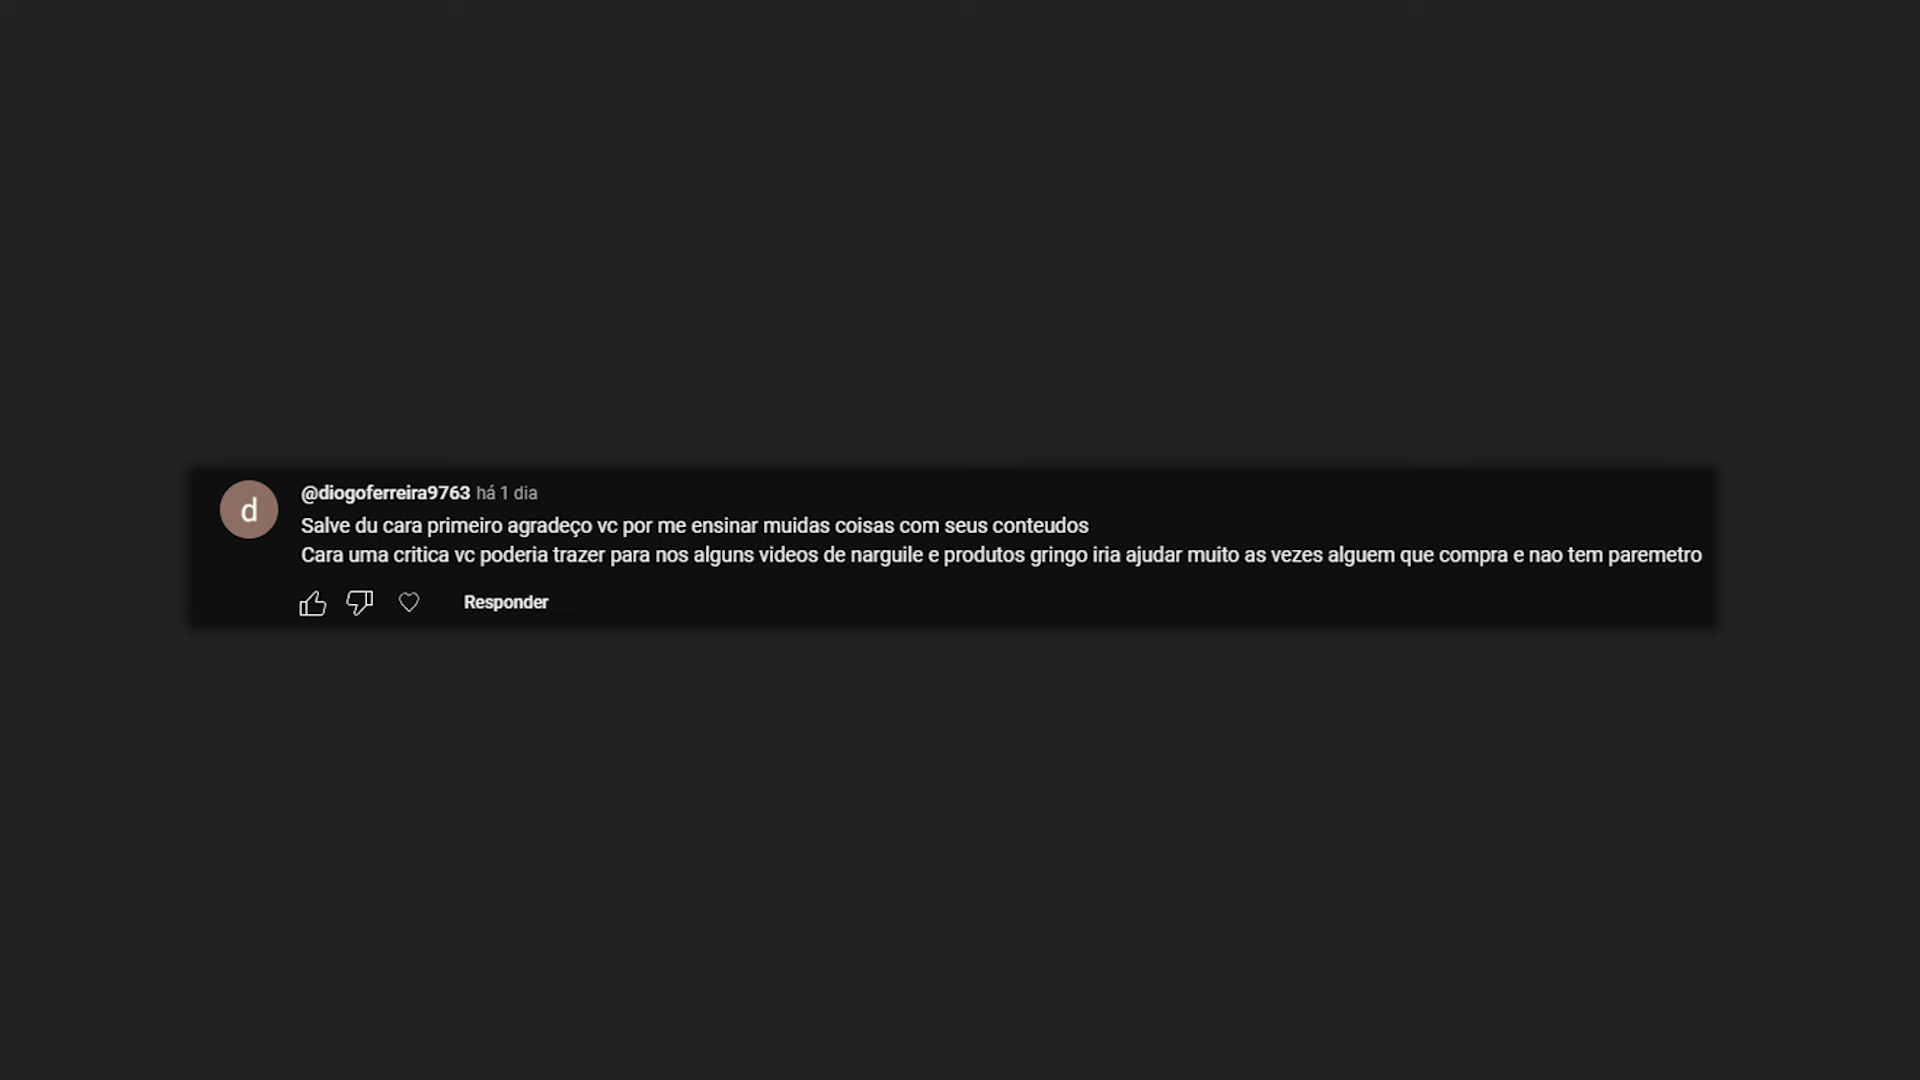 d
@diogoferreira9763 há 1 dia
Salve du cara primeiro agradeço vc por me ensinar muidas coisas com seus conteudos
Cara uma critica vc poderia trazer para nos alguns videos de narguile e produtos gringo iria ajudar muito as vezes alguem que compra e nao tem paremetro
Responder